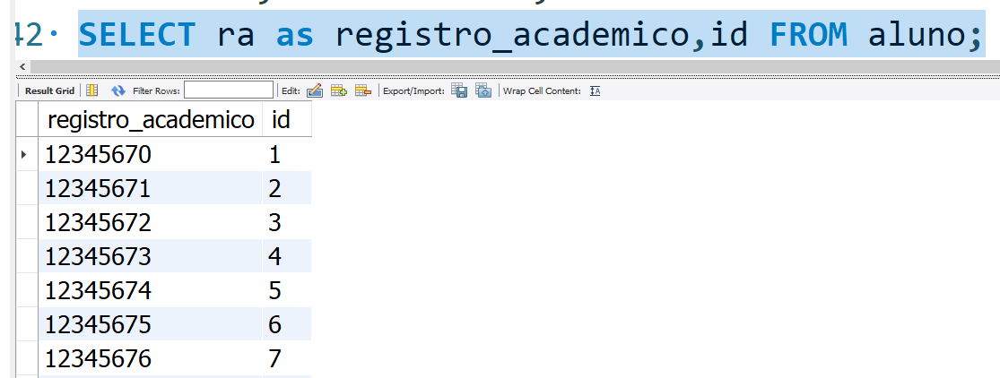 42 SELECT ra as registro_academico,id FROM aluno;
Result Grid Filter Rows: Edit: Export/Import: Wrap Cell Content: IA
registro_academico id
12345670 1
12345671 2
12345672 3
12345673 4
12345674 5
12345675 6
12345676 7